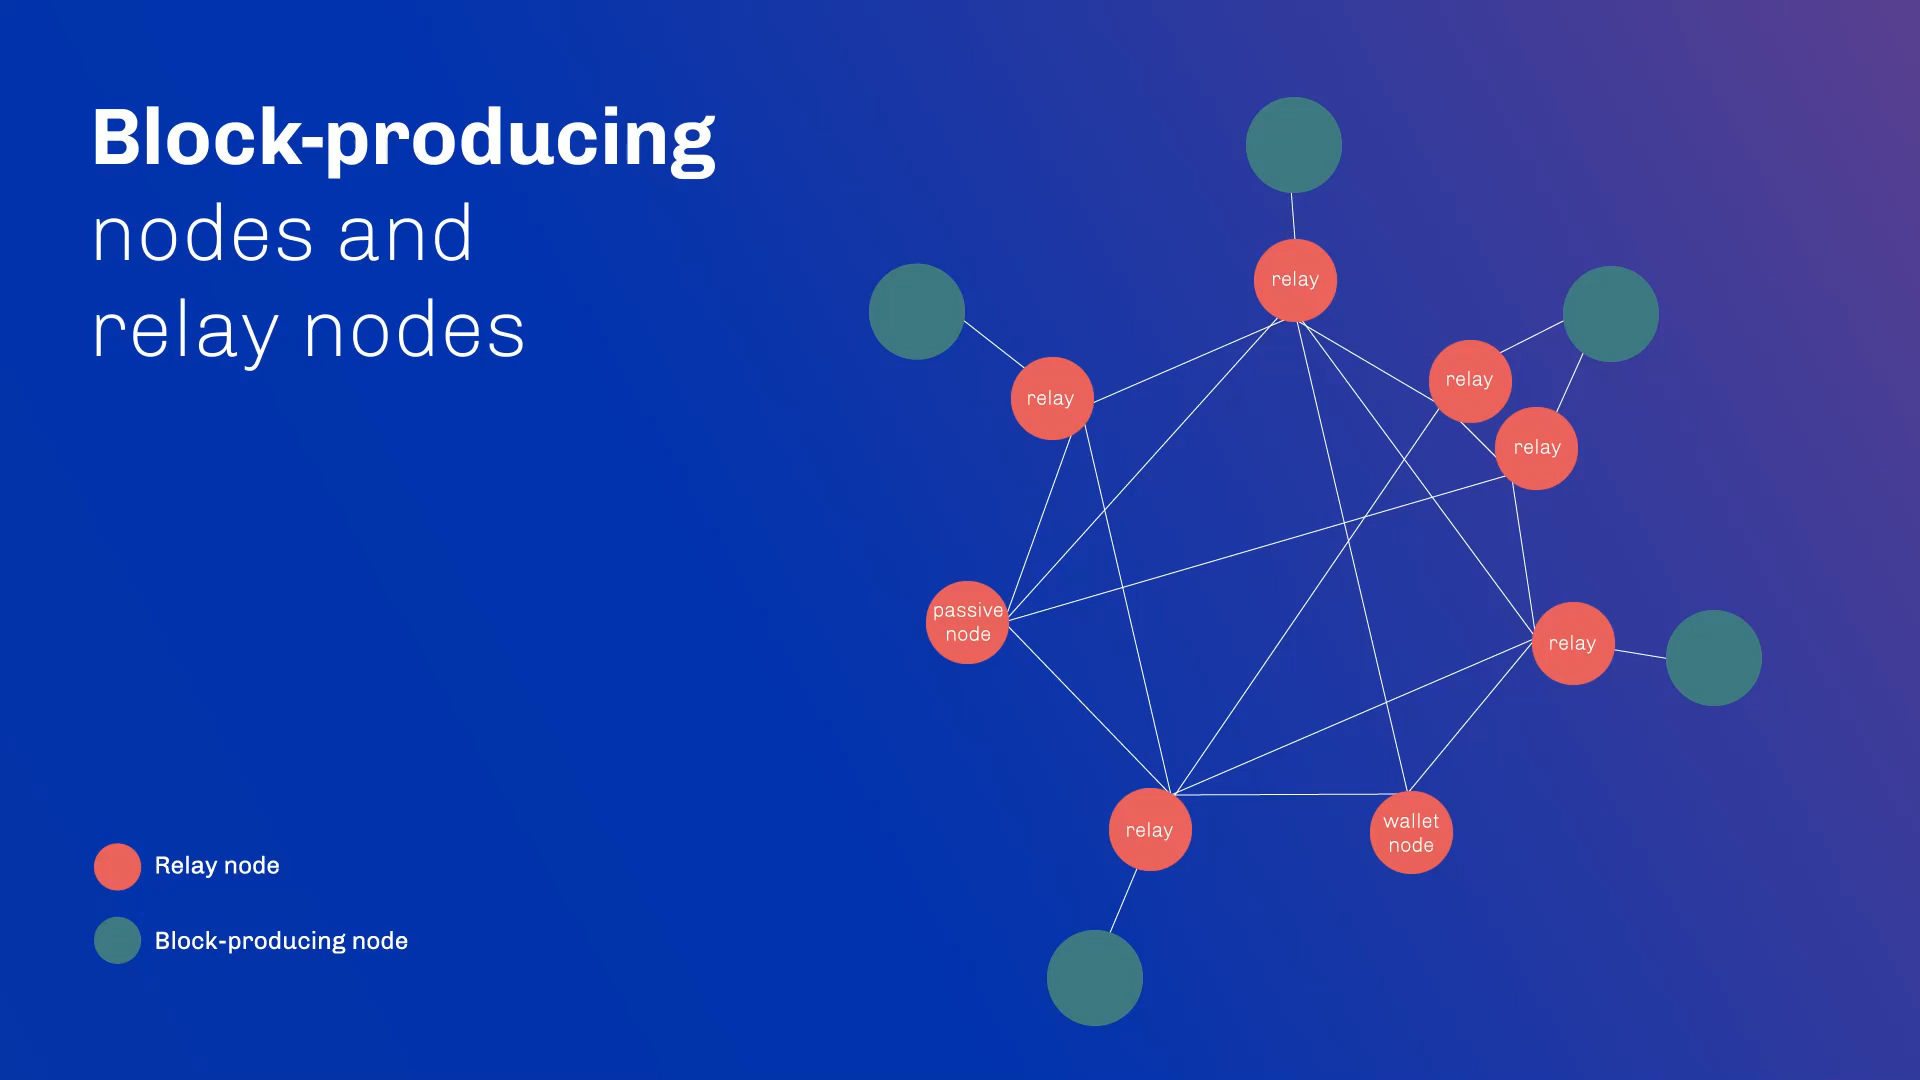 Block-producing
nodes and
relay nodes
relay
relay
relay
relay
passive
node
relay
relay
wallet
node
Relay node
Block-producing node